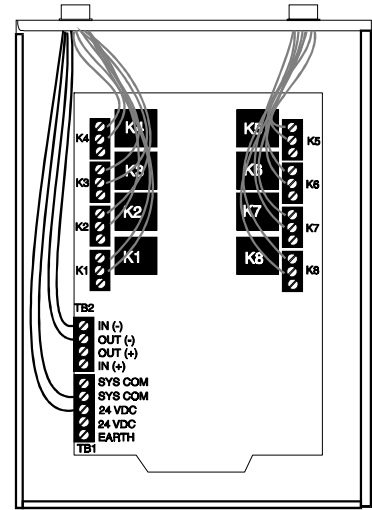 K4 K4 K5 K5
K3 K3 K6 K6
K2 K2 K7 K7
K1 K1 K8 K8
TB2
IN (-)
OUT (-)
OUT (+)
IN (+)
SYS COM
SYS COM
24 VDC
24 VDC
EARTH
TB1